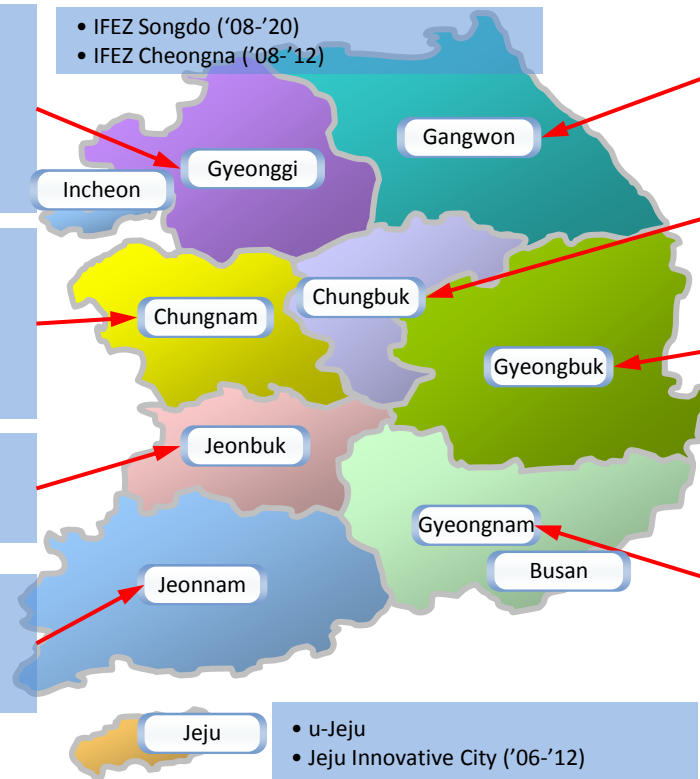 • IFEZ Songdo (‘08-’20)
• IFEZ Cheongna (‘08-’12)
Gangwon
Gyeonggi
Incheon
Chungbuk
Chungnam
Gyeongbuk
Jeonbuk
Gyeongnam
Busan
Jeonnam
Jeju
• u-Jeju
• Jeju Innovative City (’06-’12)